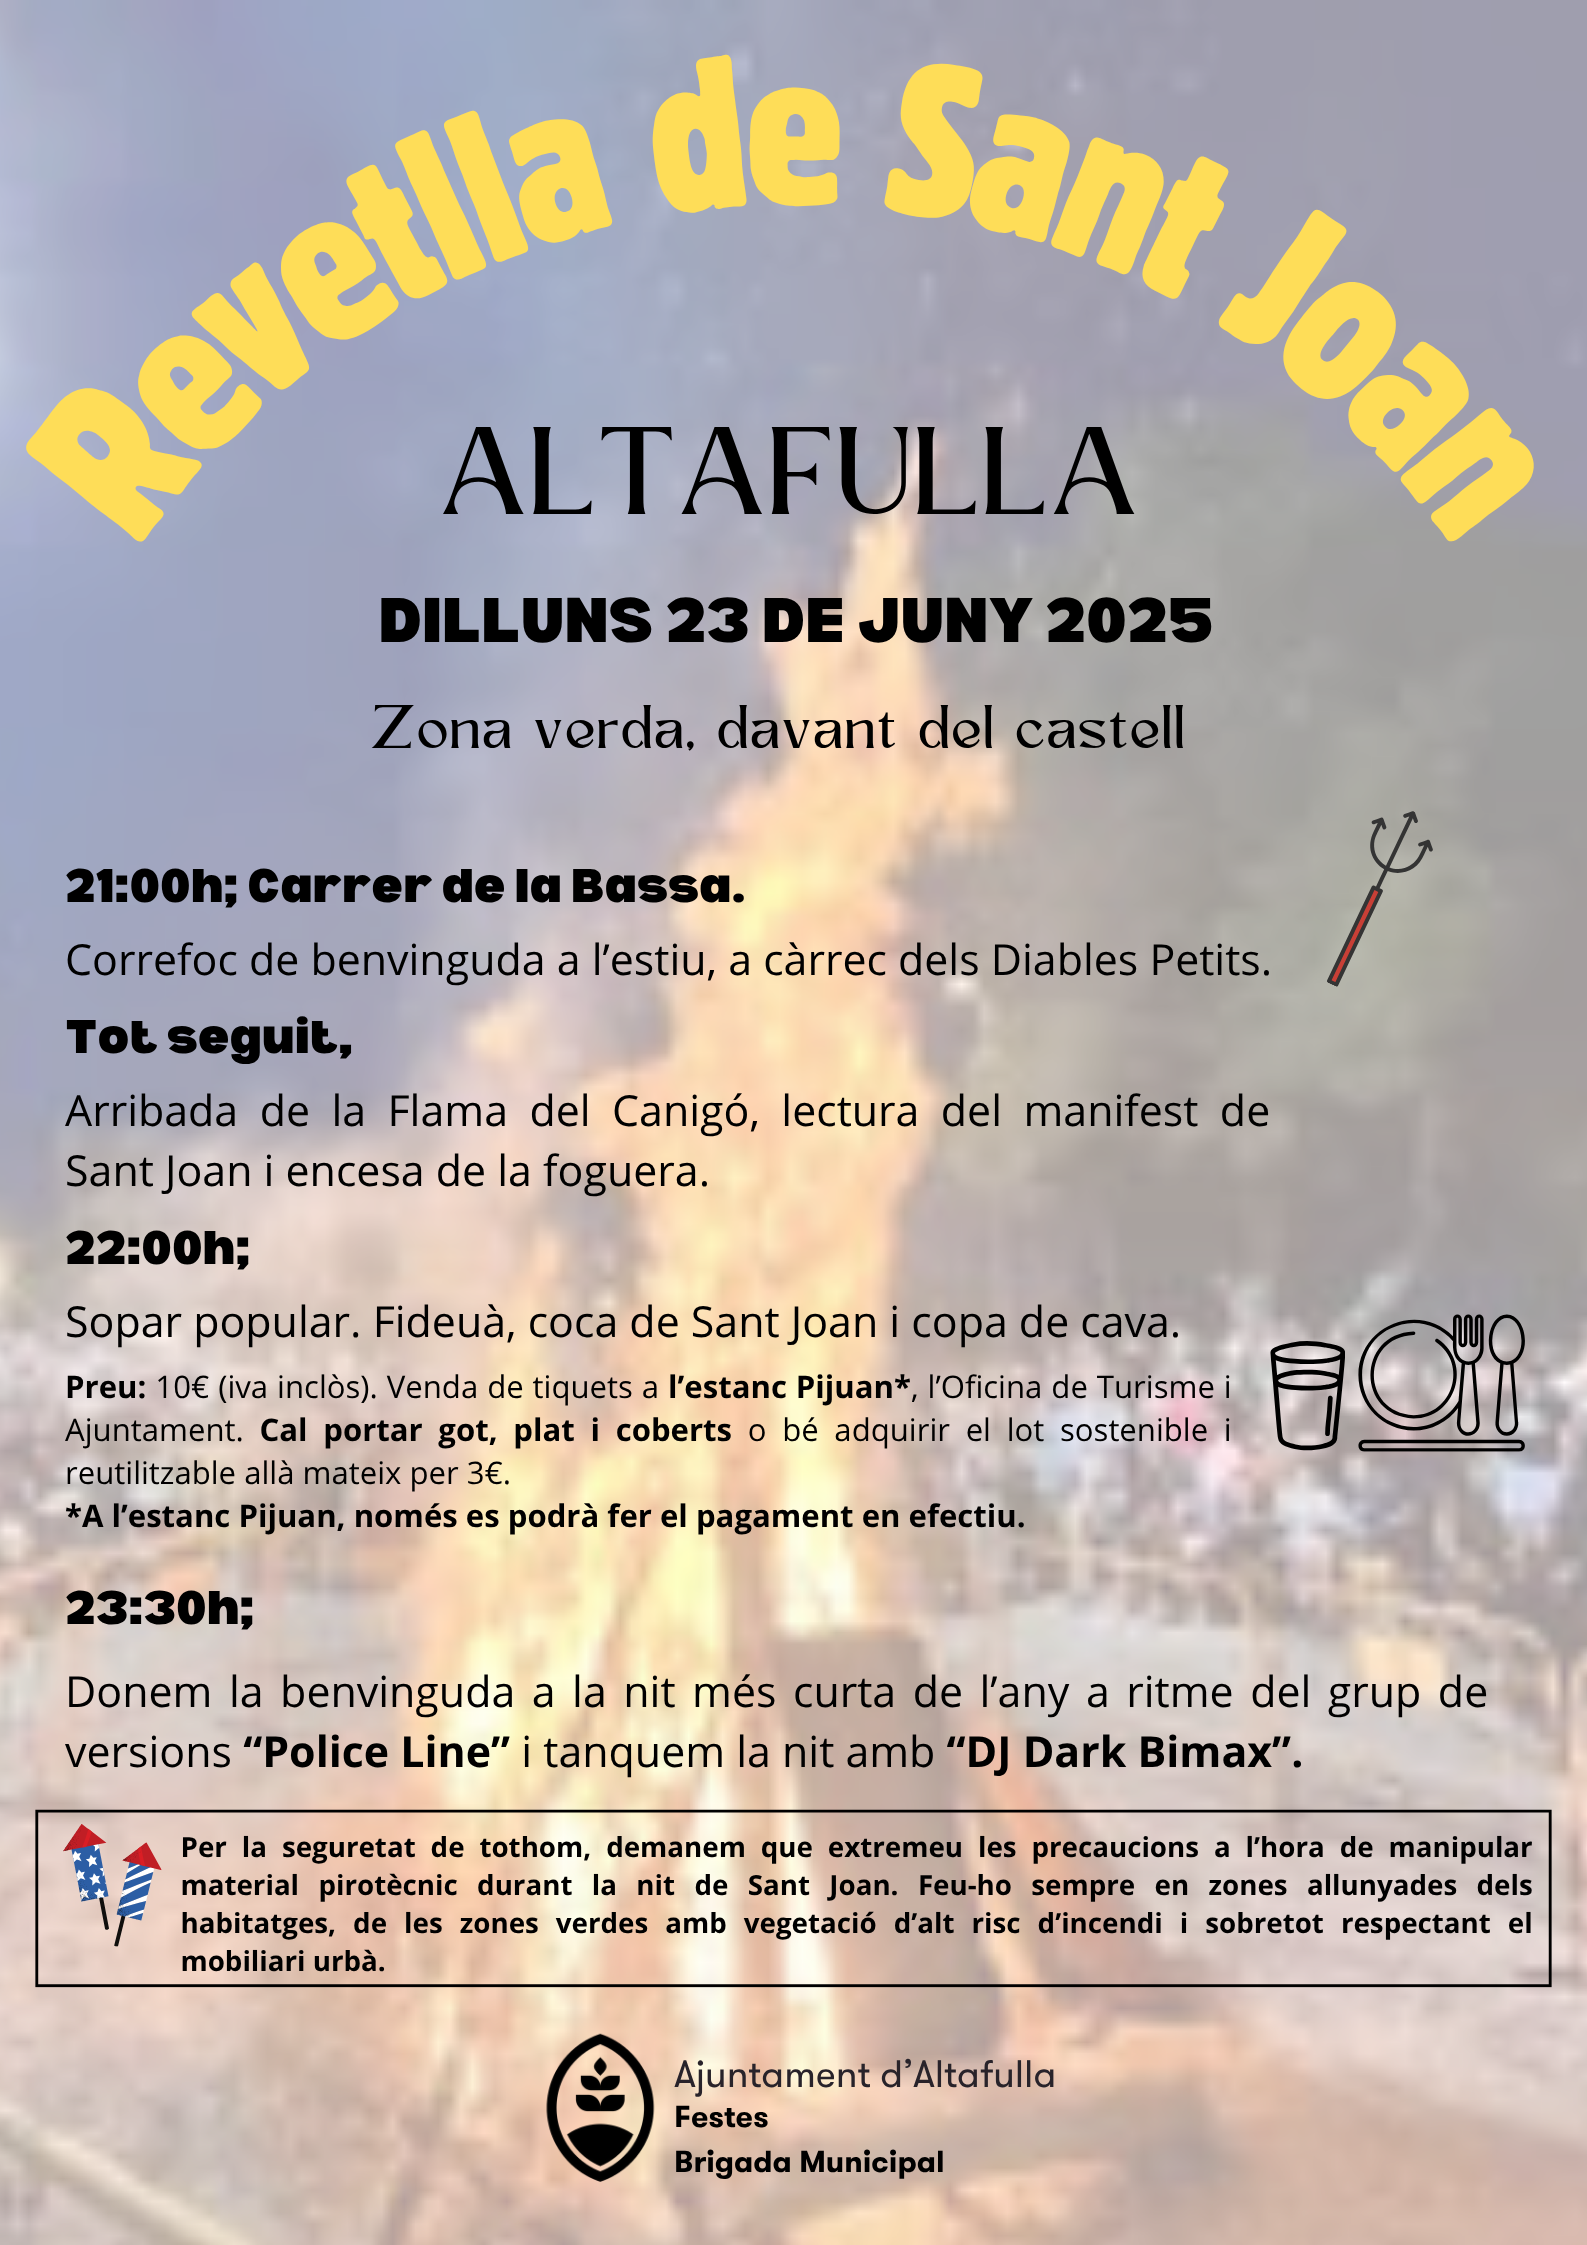 Revetlla de Sant Joan
ALTAFULLA
DILLUNS 23 DE JUNY 2025
Zona verda, davant del castell
21:00h; Carrer de la Bassa.
Correfoc de benvinguda a l’estiu, a càrrec dels Diables Petits.
Tot seguit,
Arribada de la Flama del Canigó, lectura del manifest de
Sant Joan i encesa de la foguera.
22:00h;
Sopar popular. Fideuà, coca de Sant Joan i copa de cava.
Preu: 10€ (iva inclòs). Venda de tiquets a l’estanc Pijuan*, l’Oficina de Turisme i
Ajuntament. Cal portar got, plat i coberts o bé adquirir el lot sostenible i
reutilitzable allà mateix per 3€.
*A l’estanc Pijuan, només es podrà fer el pagament en efectiu.
23:30h;
Donem la benvinguda a la nit més curta de l’any a ritme del grup de
versions “Police Line” i tanquem la nit amb “DJ Dark Bimax”.
Per la seguretat de tothom, demanem que extremeu les precaucions a l’hora de manipular
material pirotècnic durant la nit de Sant Joan. Feu-ho sempre en zones allunyades dels
habitatges, de les zones verdes amb vegetació d’alt risc d’incendi i sobretot respectant el
mobiliari urbà.
Ajuntament d’Altafulla
Festes
Brigada Municipal